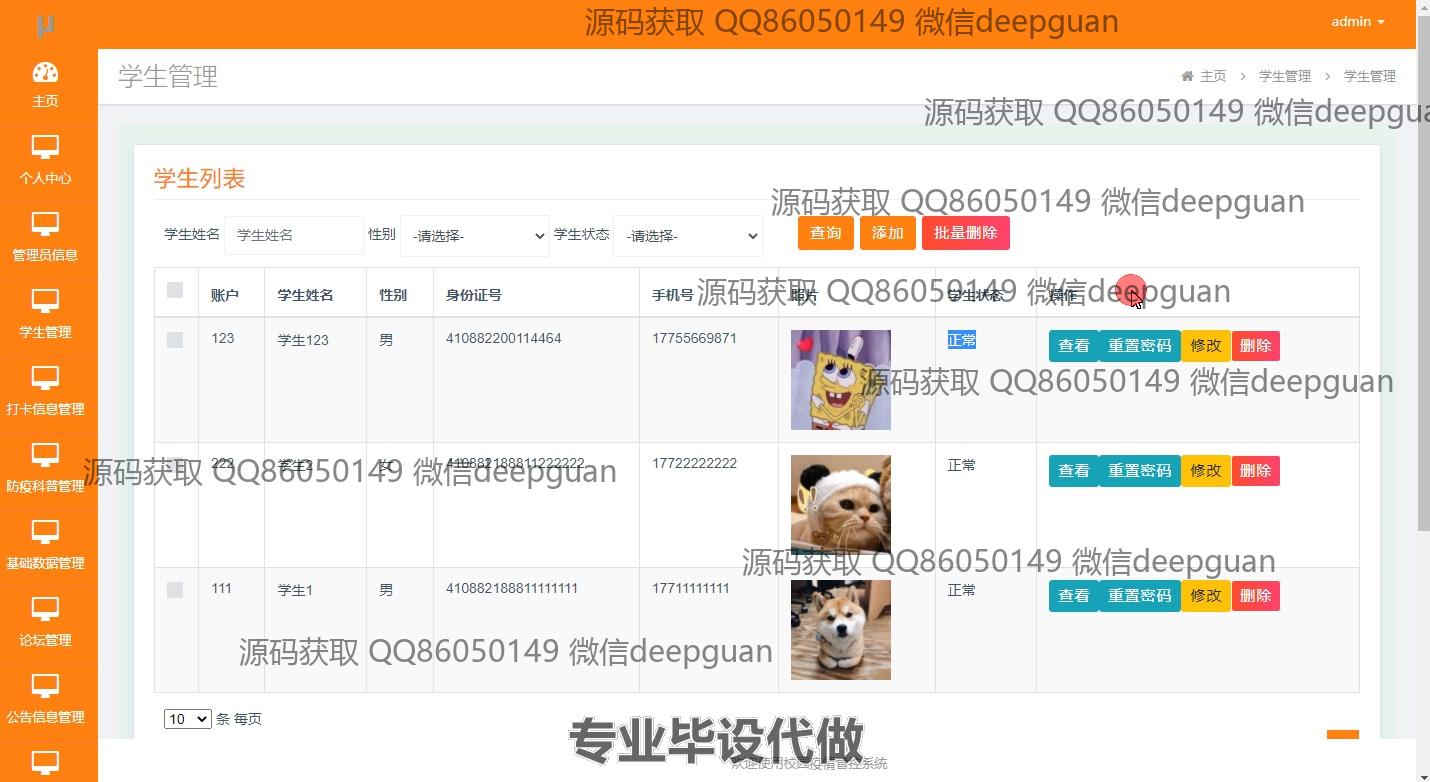 μ
源码获取 QQ86050149 微信deepguan
admin
学生管理
主页 > 学生管理 > 学生管理
主页
源码获取 QQ86050149 微信deepgua
个人中心
学生列表
源码获取 QQ86050149 微信deepguan
学生姓名 学生姓名 性别 -请选择- 学生状态 -请选择- 查询 添加 批量删除
管理员信息
账户 学生姓名 性别 身份证号 手机号 照片 学生状态 操作
源码获取 QQ86050149 微信deepguan
学生管理
123 学生123 男 410882200114464 17755669871 正常 查看 重置密码 修改 删除
源码获取 QQ86050149 微信deepguan
打卡信息管理
222 学生2 女 410882188811222222 17722222222 正常 查看 重置密码 修改 删除
源码获取 QQ86050149 微信deepguan
防疫科普管理
基础数据管理
源码获取 QQ86050149 微信deepguan
111 学生1 男 410882188811111111 17711111111 正常 查看 重置密码 修改 删除
论坛管理
源码获取 QQ86050149 微信deepguan
公告信息管理
10 条 每页
专业毕设代做
欢迎使用校园疫情管控系统